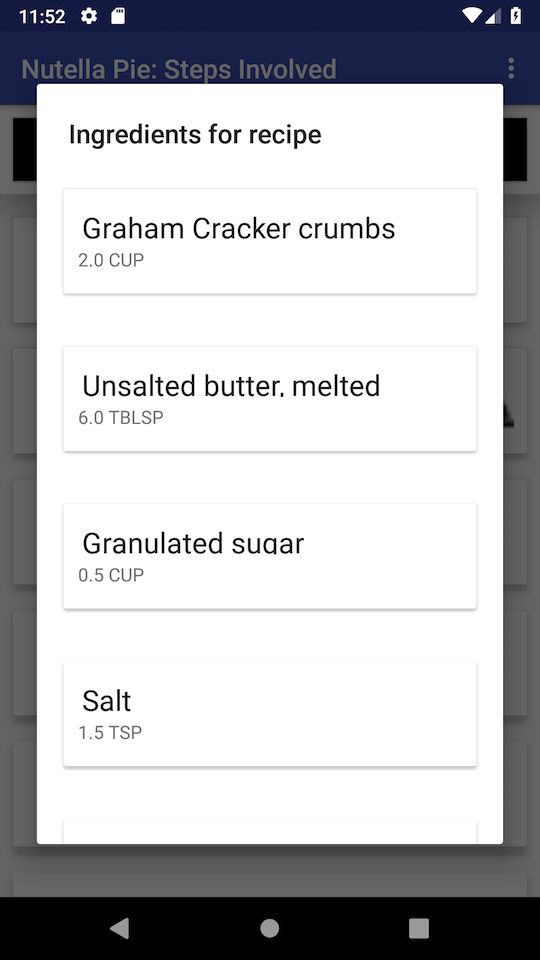 11:52
Nutella Pie: Steps Involved
Ingredients for recipe
Graham Cracker crumbs
2.0 CUP
Unsalted butter, melted
6.0 TBLSP
Granulated sugar
0.5 CUP
Salt
1.5 TSP